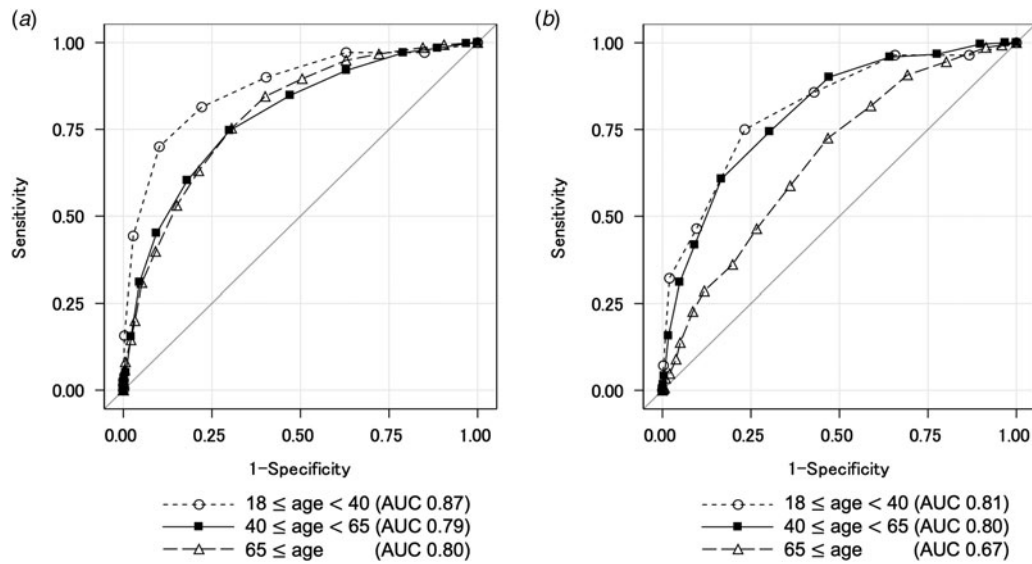 (a)
1.00
0.75
0.50
0.25
0.00
Sensitivity
0.00 0.25 0.50 0.75 1.00
1-Specificity
18 ≤ age < 40 (AUC 0.87)
40 ≤ age < 65 (AUC 0.79)
65 ≤ age (AUC 0.80)
(b)
1.00
0.75
0.50
0.25
0.00
Sensitivity
0.00 0.25 0.50 0.75 1.00
1-Specificity
18 ≤ age < 40 (AUC 0.81)
40 ≤ age < 65 (AUC 0.80)
65 ≤ age (AUC 0.67)